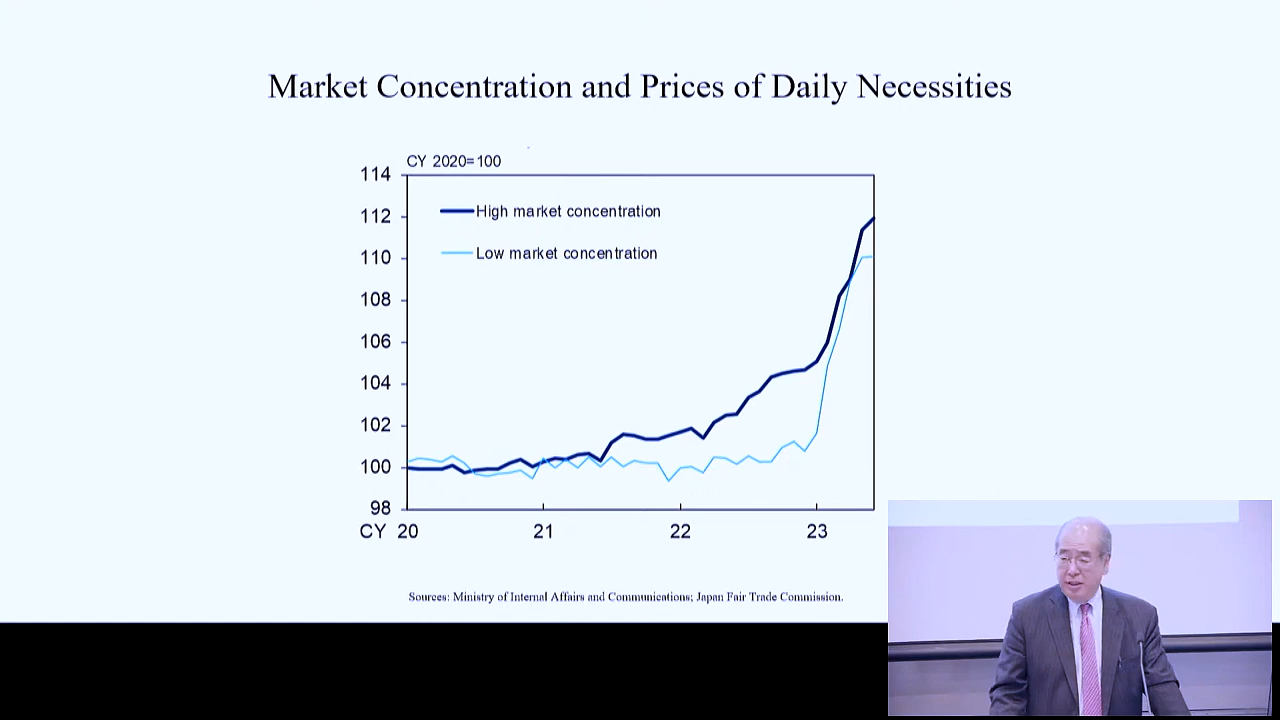 Market Concentration and Prices of Daily Necessities
CY 2020=100
114
High market concentration
112
Low market concentration
110
108
106
104
102
100
98
CY 20 21 22 23
Sources: Ministry of Internal Affairs and Communications; Japan Fair Trade Commission.